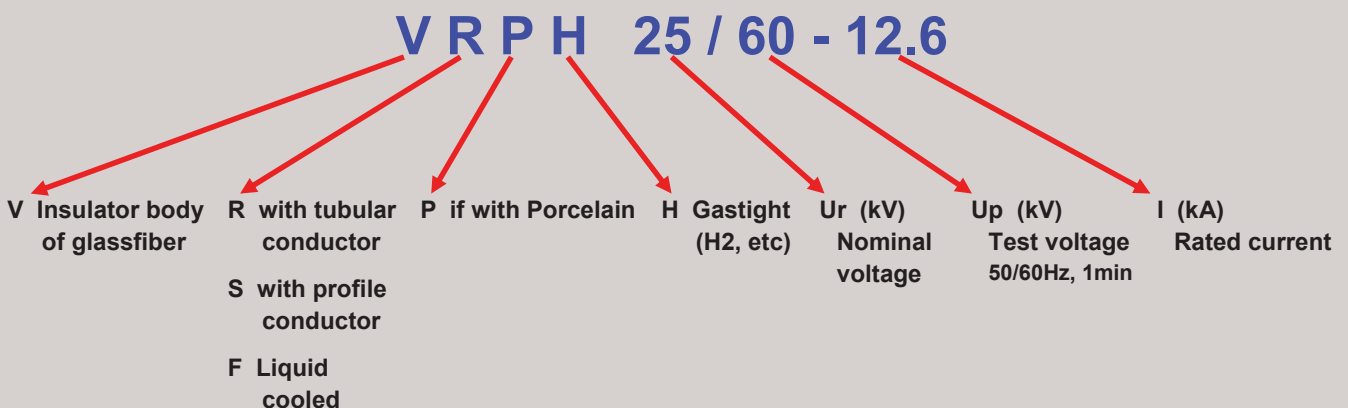 V R P H 25 / 60 - 12.6
V Insulator body of glassfiber
R with tubular conductor
S with profile conductor
F Liquid cooled
P if with Porcelain
H Gastight (H2, etc)
Ur (kV) Nominal voltage
Up (kV) Test voltage 50/60Hz, 1min
I (kA) Rated current